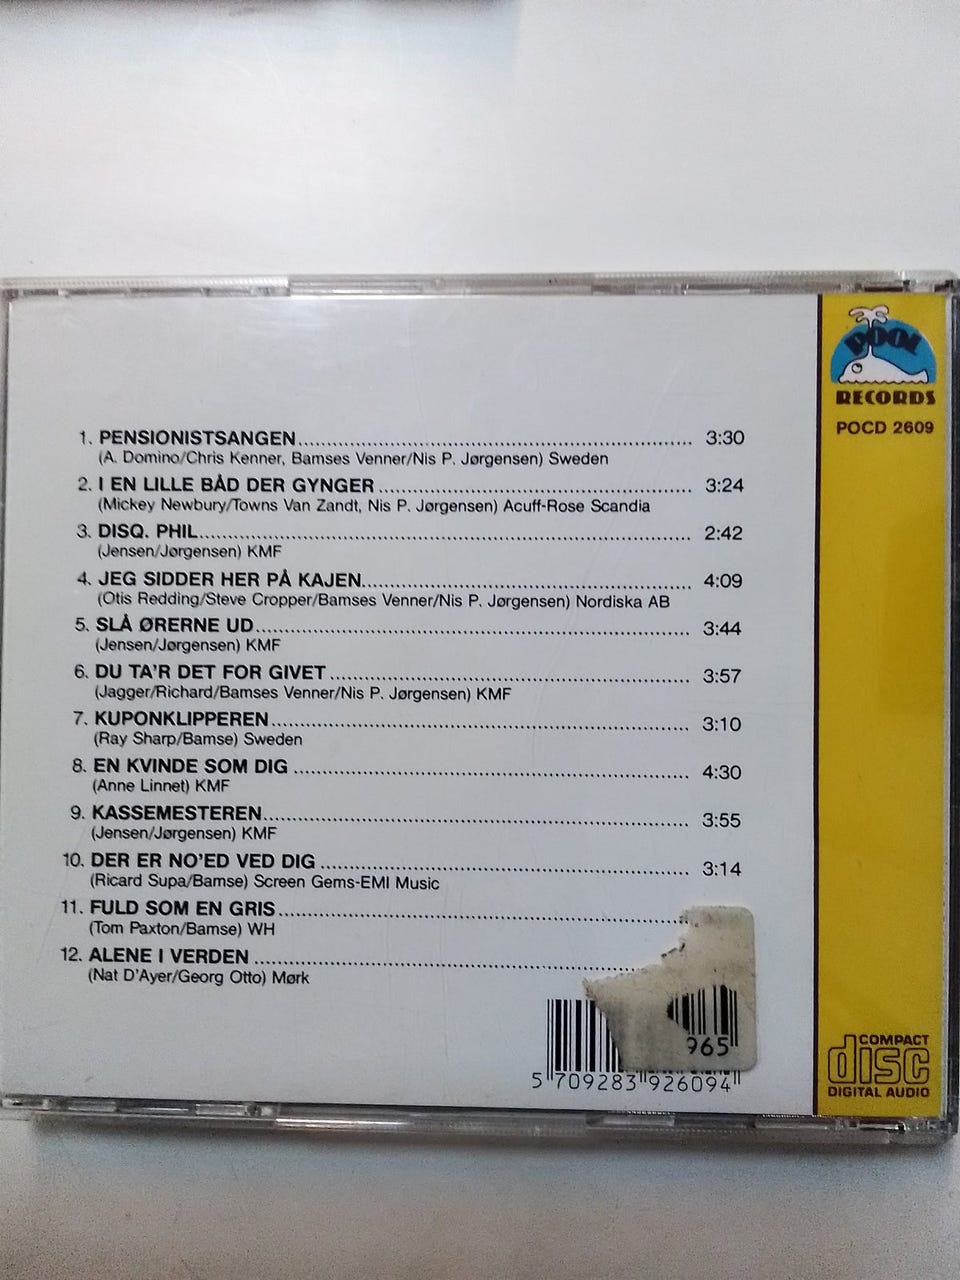 POOL
RECORDS
POCD 2609
1. PENSIONISTSANGEN........ 3:30
(A. Domino/Chris Kenner, Bamses Venner/Nis P. Jørgensen) Sweden
2. I EN LILLE BÅD DER GYNGER........ 3:24
(Mickey Newbury/Towns Van Zandt, Nis P. Jørgensen) Acuff-Rose Scandia
3. DISQ. PHIL........ 2:42
(Jensen/Jørgensen) KMF
4. JEG SIDDER HER PÅ KAJEN........ 4:09
(Otis Redding/Steve Cropper/Bamses Venner/Nis P. Jørgensen) Nordiska AB
5. SLÅ ØRERNE UD........ 3:44
(Jensen/Jørgensen) KMF
6. DU TA'R DET FOR GIVET........ 3:57
(Jagger/Richard/Bamses Venner/Nis P. Jørgensen) KMF
7. KUPONKLIPPEREN........ 3:10
(Ray Sharp/Bamse) Sweden
8. EN KVINDE SOM DIG........ 4:30
(Anne Linnet) KMF
9. KASSEMESTEREN........ 3:55
(Jensen/Jørgensen) KMF
10. DER ER NO'ED VED DIG........ 3:14
(Ricard Supa/Bamse) Screen Gems-EMI Music
11. FULD SOM EN GRIS........
(Tom Paxton/Bamse) WH
12. ALENE I VERDEN........
(Nat D'Ayer/Georg Otto) Mørk
965
5 709283 926094
COMPACT
disc
DIGITAL AUDIO